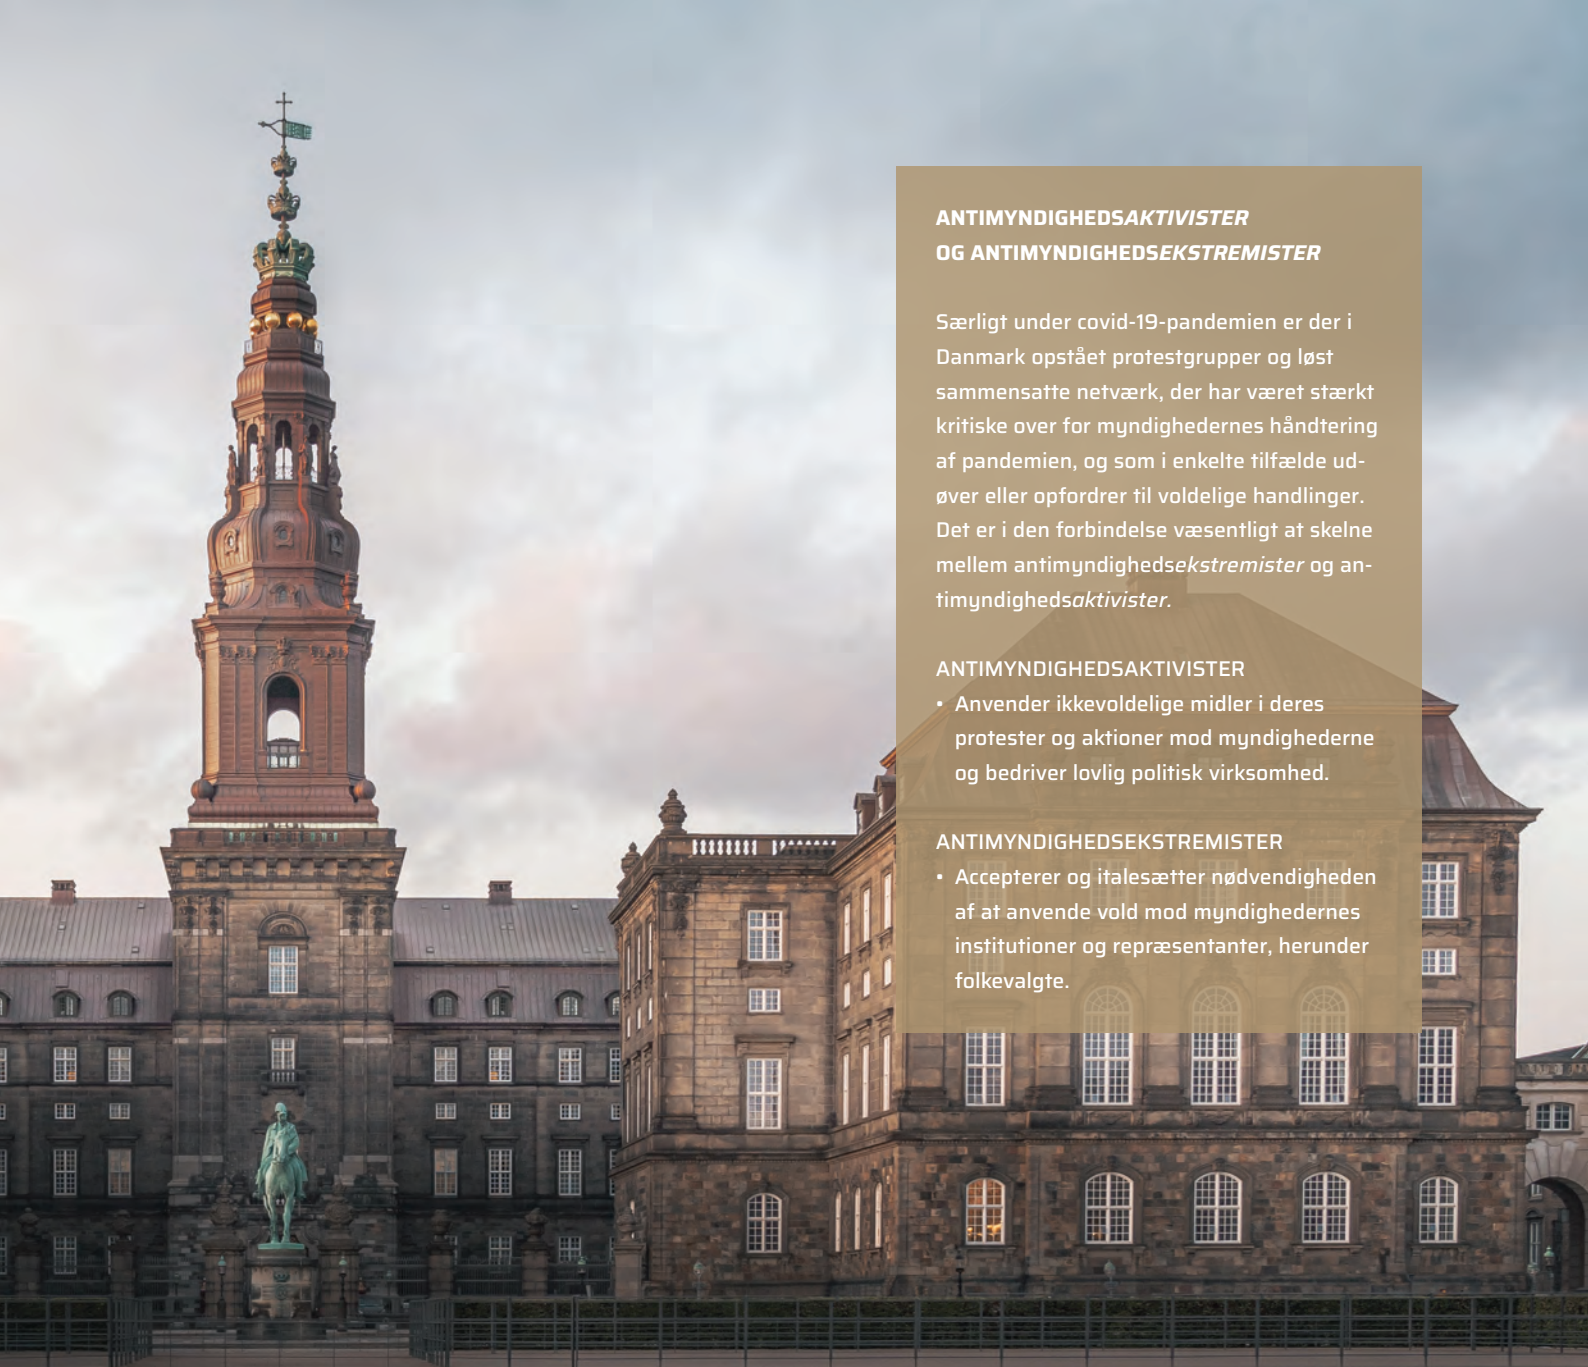 ANTIMYNDIGHEDSAKTIVISTER
OG ANTIMYNDIGHEDSEKSTREMISTER
Særligt under covid-19-pandemien er der i
Danmark opstået protestgrupper og løst
sammensatte netværk, der har været stærkt
kritiske over for myndighedernes håndtering
af pandemien, og som i enkelte tilfælde ud-
øver eller opfordrer til voldelige handlinger.
Det er i den forbindelse væsentligt at skelne
mellem antimyndighedsekstremister og an-
timyndighedsaktivister.
ANTIMYNDIGHEDSAKTIVISTER
• Anvender ikkevoldelige midler i deres
protester og aktioner mod myndighederne
og bedriver lovlig politisk virksomhed.
ANTIMYNDIGHEDSEKSTREMISTER
• Accepterer og italesætter nødvendigheden
af at anvende vold mod myndighedernes
institutioner og repræsentanter, herunder
folkevalgte.